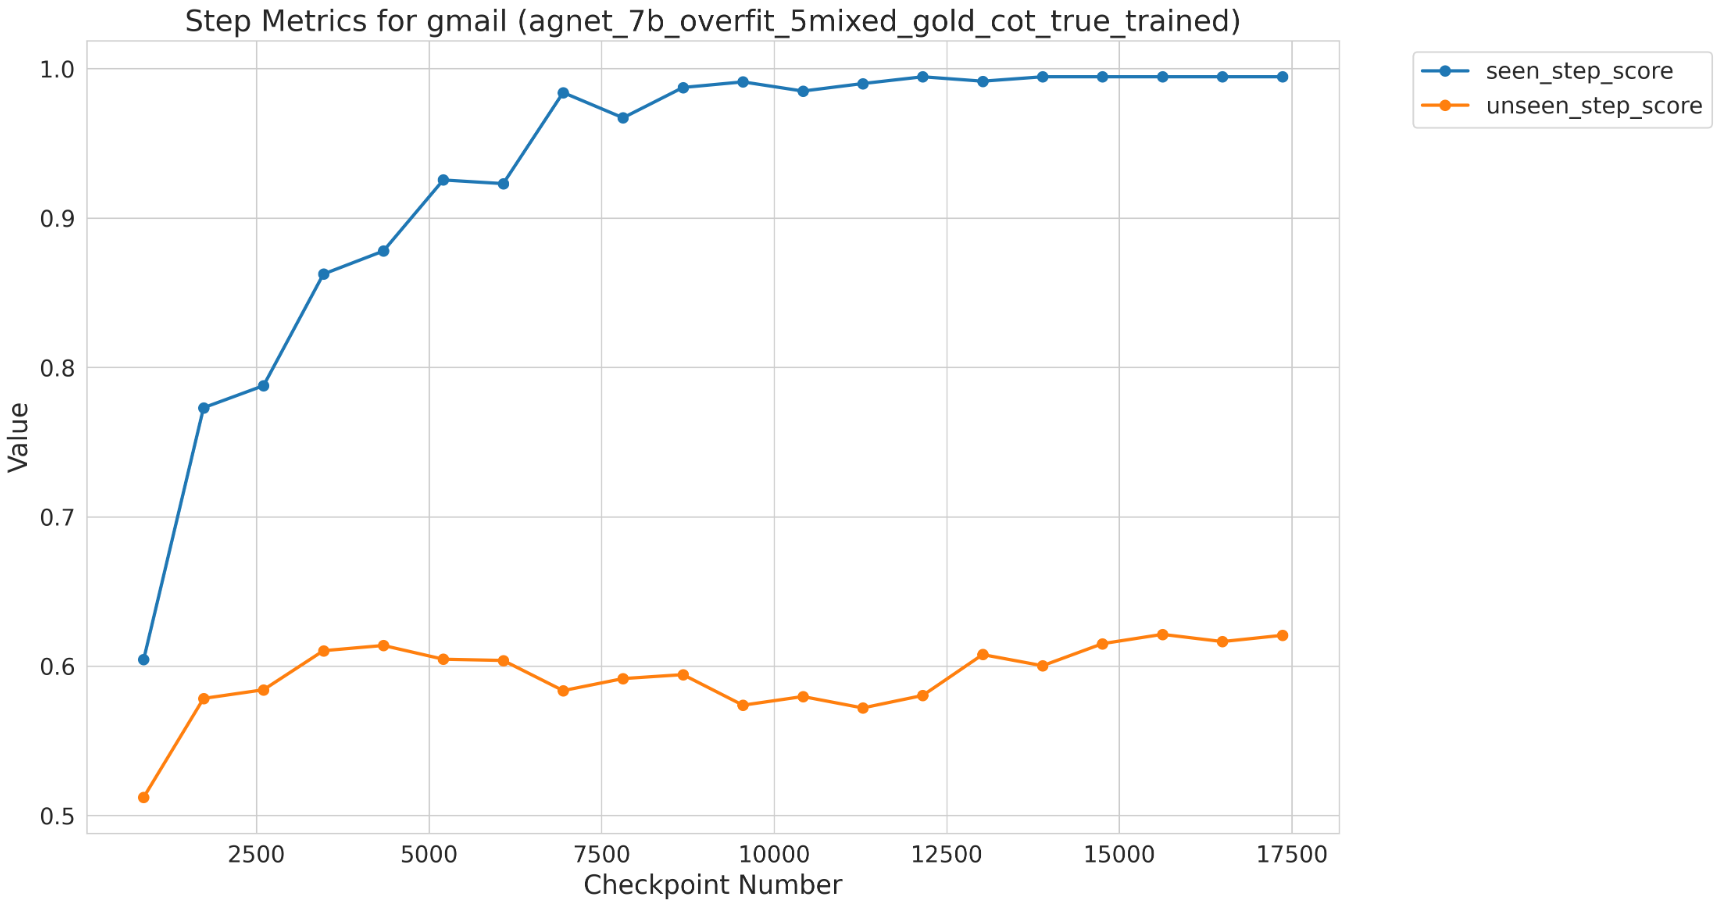 Step Metrics for gmail (agnet_7b_overfit_5mixed_gold_cot_true_trained)
seen_step_score
unseen_step_score
Value
1.0
0.9
0.8
0.7
0.6
0.5
2500 5000 7500 10000 12500 15000 17500
Checkpoint Number